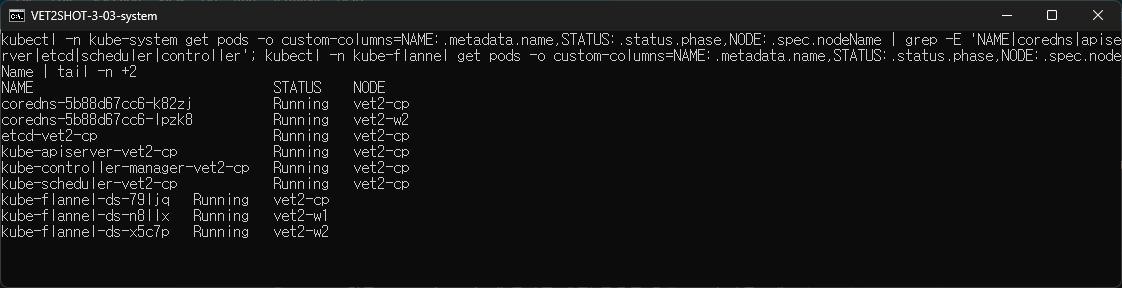 VET2SHOT-3-03-system
kubectl -n kube-system get pods -o custom-columns=NAME:.metadata.name,STATUS:.status.phase,NODE:.spec.nodeName | grep -E 'NAME|coredns|apise
rver|etcd|scheduler|controller'; kubectl -n kube-flannel get pods -o custom-columns=NAME:.metadata.name,STATUS:.status.phase,NODE:.spec.node
Name | tail -n +2
NAME                              STATUS    NODE
coredns-5b88d67cc6-k82zj          Running   vet2-cp
coredns-5b88d67cc6-lpzk8          Running   vet2-w2
etcd-vet2-cp                      Running   vet2-cp
kube-apiserver-vet2-cp            Running   vet2-cp
kube-controller-manager-vet2-cp   Running   vet2-cp
kube-scheduler-vet2-cp            Running   vet2-cp
kube-flannel-ds-79ljq   Running   vet2-cp
kube-flannel-ds-n8llx   Running   vet2-w1
kube-flannel-ds-x5c7p   Running   vet2-w2